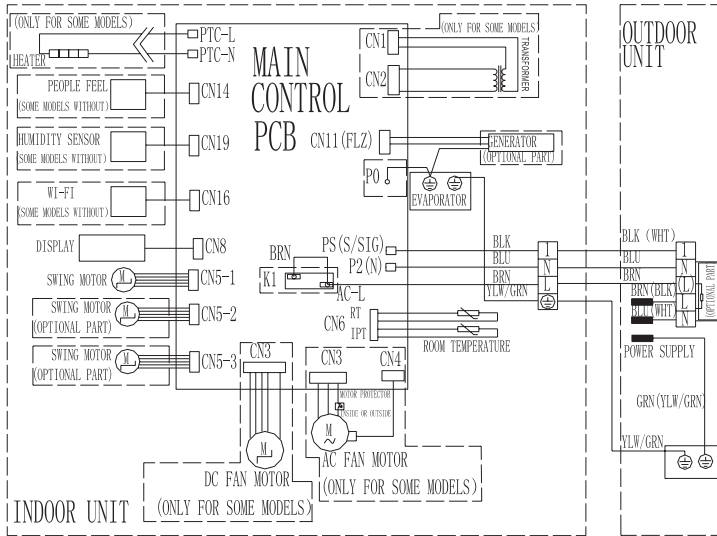 (ONLY FOR SOME MODELS)
PTC-L
PTC-N
HEATER
MAIN
CONTROL
PCB
(ONLY FOR SOME MODELS)
CN1
CN2
TRANSFORMER
PEOPLE FEEL
(SOME MODELS WITHOUT)
CN14
HUMIDITY SENSOR
(SOME MODELS WITHOUT)
CN19
CN11(FLZ)
GENERATOR
(OPTIONAL PART)
P0
EVAPORATOR
WI-FI
(SOME MODELS WITHOUT)
CN16
DISPLAY
CN8
BRN
K1
PS(S/SIG)
P2(N)
AC-L
BLK
BLU
BRN
YLW/GRN
1
N
L
SWING MOTOR
M
CN5-1
SWING MOTOR
(OPTIONAL PART)
M
CN5-2
SWING MOTOR
(OPTIONAL PART)
M
CN5-3
CN6
RT
IPT
ROOM TEMPERATURE
CN3
M
DC FAN MOTOR
(ONLY FOR SOME MODELS)
CN3
CN4
MOTOR PROTECTOR
INSIDE OR OUTSIDE
M
AC FAN MOTOR
(ONLY FOR SOME MODELS)
INDOOR UNIT
OUTDOOR
UNIT
BLK (WHT)
BLU
BRN
BRN(BLK)
BLU(WHT)
1
N
(L)
L
N
(OPTIONAL PART)
POWER SUPPLY
GRN(YLW/GRN)
YLW/GRN